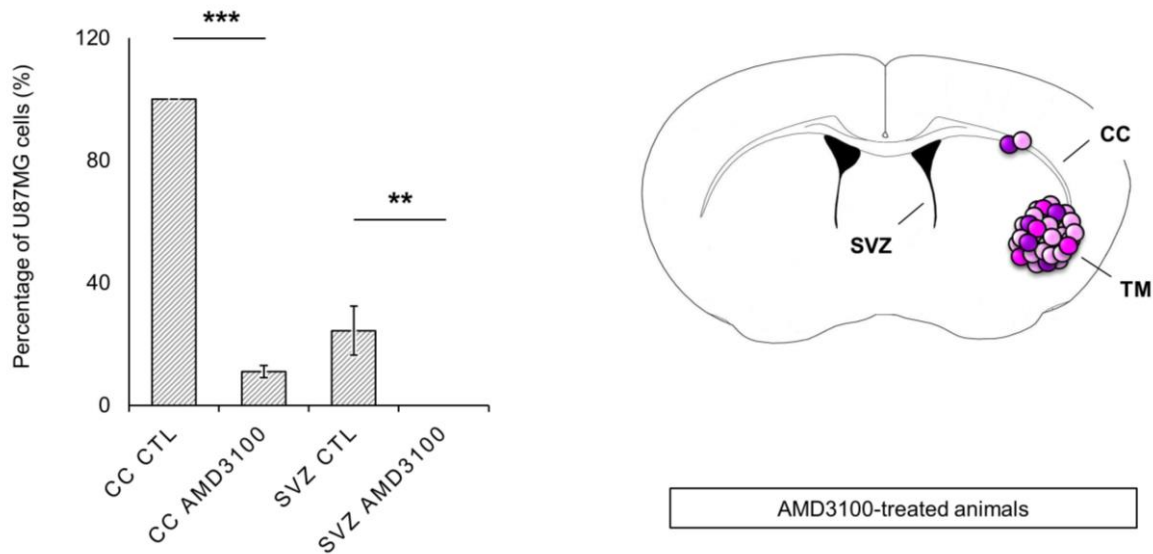 ***
120
80
40
0
Percentage of U87MG cells (%)
**
CC CTL
CC AMD3100
SVZ CTL
SVZ AMD3100
CC
SVZ
TM
AMD3100-treated animals